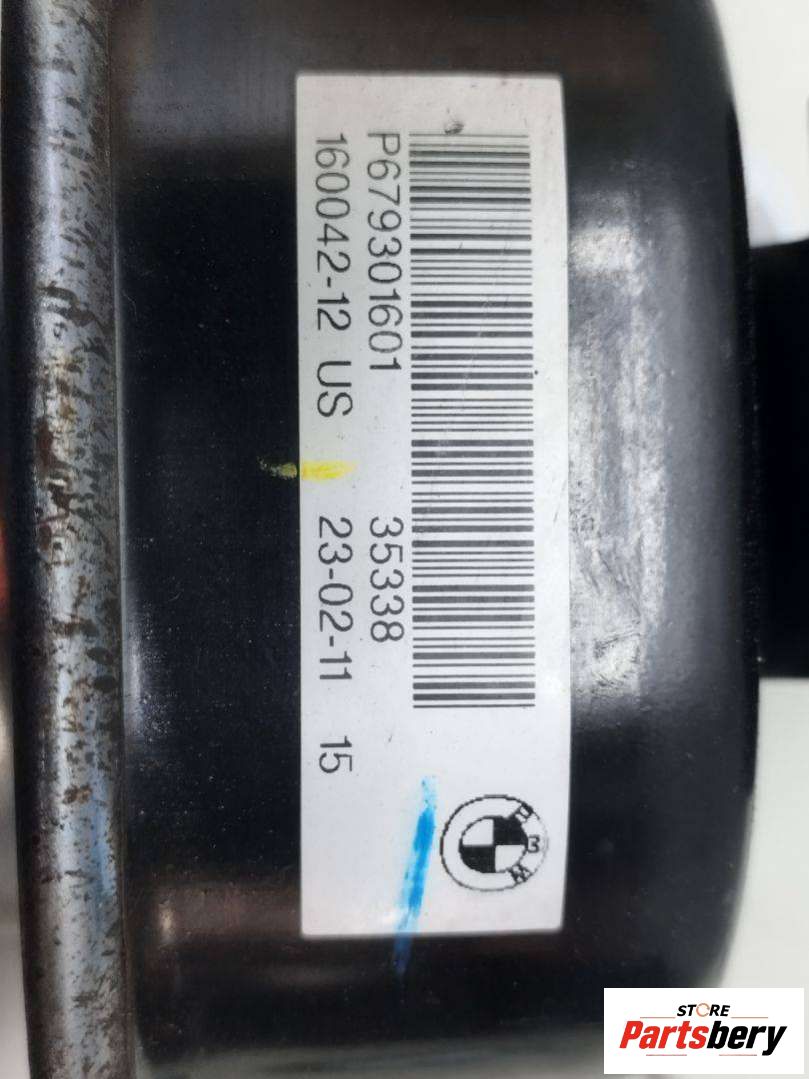 P679301601 35338
160042-12 US 23-02-11 15
BMW
STORE
Partsbery